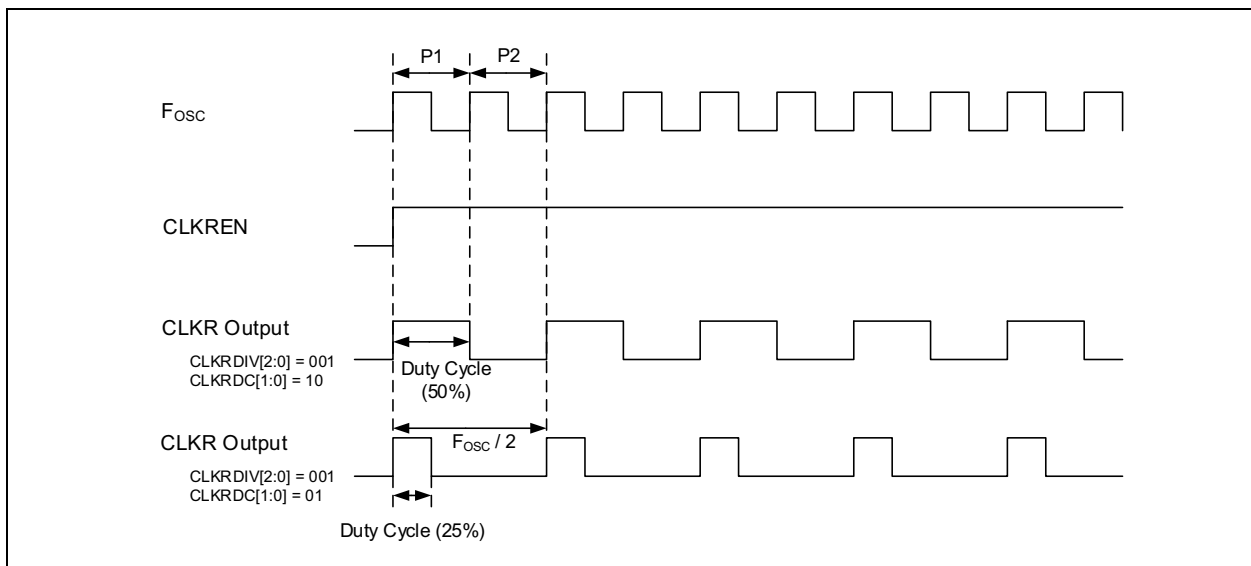 P1
P2
FOSC
CLKREN
CLKR Output
CLKRDIV[2:0] = 001
CLKRDC[1:0] = 10
Duty Cycle
(50%)
CLKR Output
FOSC / 2
CLKRDIV[2:0] = 001
CLKRDC[1:0] = 01
Duty Cycle (25%)